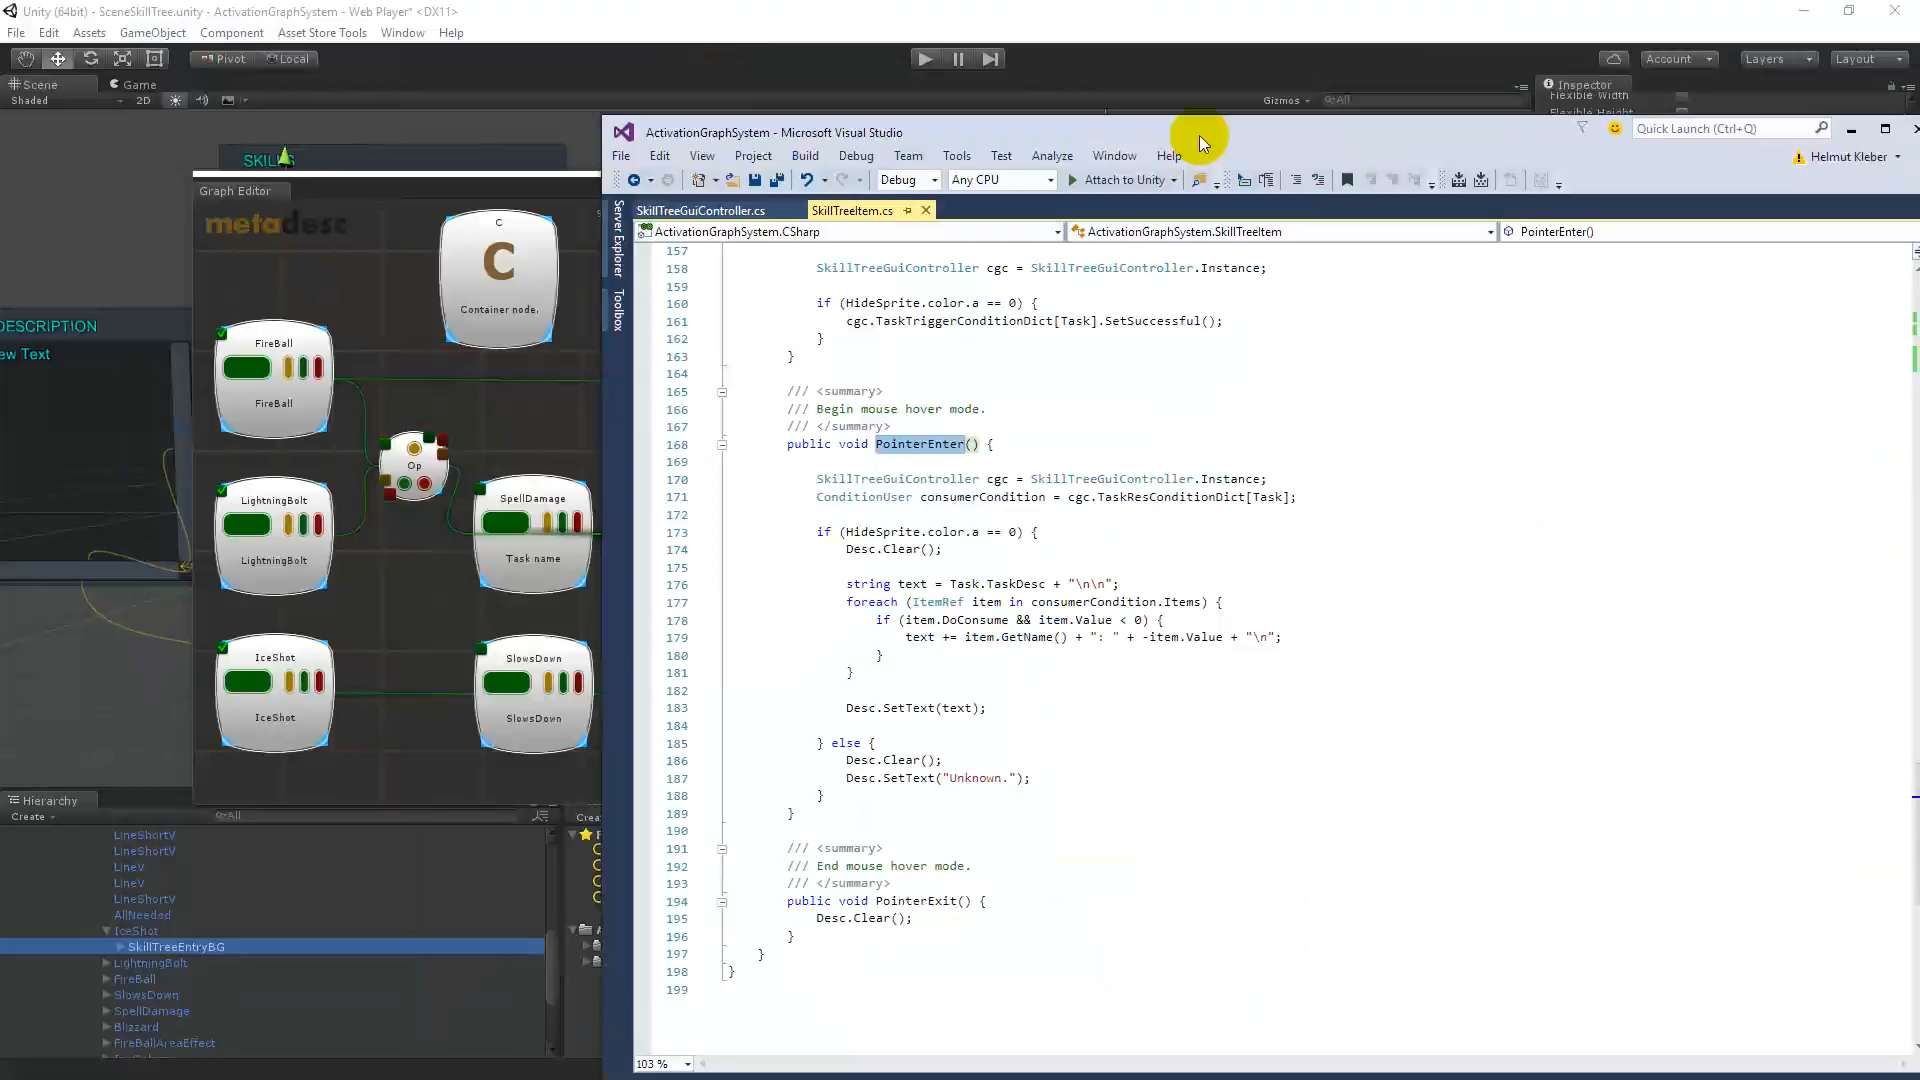 Unity (64bit) - SceneSkillTree.unity - ActivationGraphSystem - Web Player* <DX11>
File Edit Assets GameObject Component Asset Store Tools Window Help
Pivot Local
Account Layers Layout
Scene Game
Inspector
Shaded 2D Gizmos All
Flexible Width
Flexible Height
SKILLS
DESCRIPTION
ew Text
Graph Editor
metadesc
C
C
Container node.
FireBall
FireBall
Op
LightningBolt
LightningBolt
SpellDamage
Task name
IceShot
IceShot
SlowsDown
SlowsDown
Hierarchy
Create All
Crea
LineShortV
LineShortV
LineV
LineV
LineShortV
AllNeeded
IceShot
SkillTreeEntryBG
LightningBolt
FireBall
SlowsDown
SpellDamage
Blizzard
FireBallAreaEffect
ActivationGraphSystem - Microsoft Visual Studio
Quick Launch (Ctrl+Q)
File Edit View Project Build Debug Team Tools Test Analyze Window Help
Helmut Kleber
Debug Any CPU Attach to Unity
Server Explorer
Toolbox
SkillTreeGuiController.cs SkillTreeItem.cs
ActivationGraphSystem.CSharp ActivationGraphSystem.SkillTreeItem PointerEnter()
157
158 SkillTreeGuiController cgc = SkillTreeGuiController.Instance;
159
160 if (HideSprite.color.a == 0) {
161 cgc.TaskTriggerConditionDict[Task].SetSuccessful();
162 }
163 }
164
165 /// <summary>
166 /// Begin mouse hover mode.
167 /// </summary>
168 public void PointerEnter() {
169
170 SkillTreeGuiController cgc = SkillTreeGuiController.Instance;
171 ConditionUser consumerCondition = cgc.TaskResConditionDict[Task];
172
173 if (HideSprite.color.a == 0) {
174 Desc.Clear();
175
176 string text = Task.TaskDesc + "\n\n";
177 foreach (ItemRef item in consumerCondition.Items) {
178 if (item.DoConsume && item.Value < 0) {
179 text += item.GetName() + ": " + -item.Value + "\n";
180 }
181 }
182
183 Desc.SetText(text);
184
185 } else {
186 Desc.Clear();
187 Desc.SetText("Unknown.");
188 }
189 }
190
191 /// <summary>
192 /// End mouse hover mode.
193 /// </summary>
194 public void PointerExit() {
195 Desc.Clear();
196 }
197 }
198 }
199
103 %